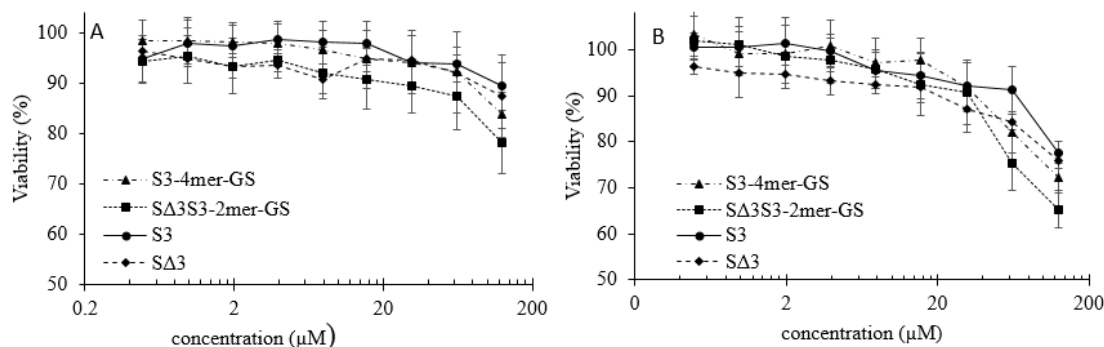 A
Viability (%)
100
90
80
70
60
50
S3-4mer-GS
SΔ3S3-2mer-GS
S3
SΔ3
0.2
2
20
200
concentration (µM)
B
Viability (%)
100
90
80
70
60
50
S3-4mer-GS
SΔ3S3-2mer-GS
S3
SΔ3
0
2
20
200
concentration (µM)